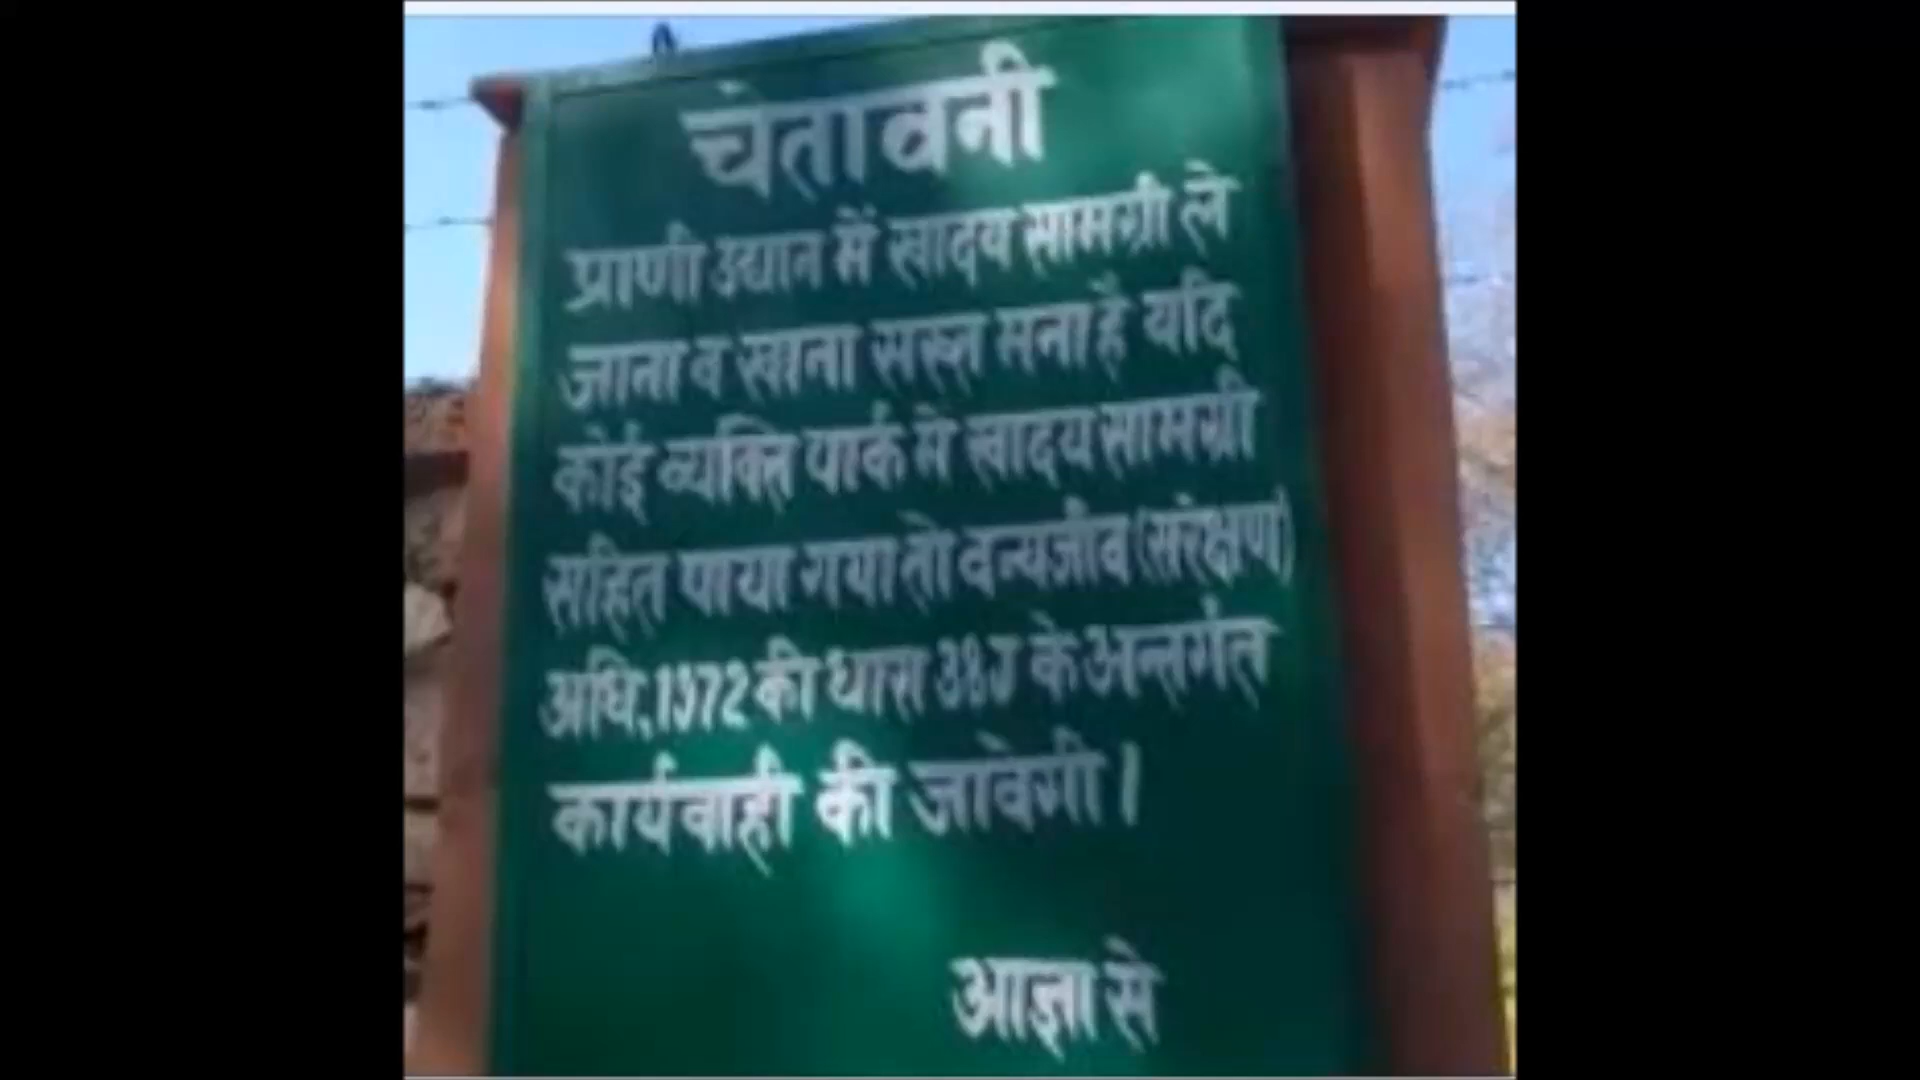 चेतावनी
प्राणी उद्यान में खादय सामग्री ले
जाना व खाना सख्त मना है यदि
कोई व्यक्ति पार्क में खादय सामग्री
सहित पाया गया तो वन्यजीव (संरक्षण)
अधि.,1972 की धारा 38J के अन्तर्गत
कार्यवाही की जावेगी।
आज्ञा से